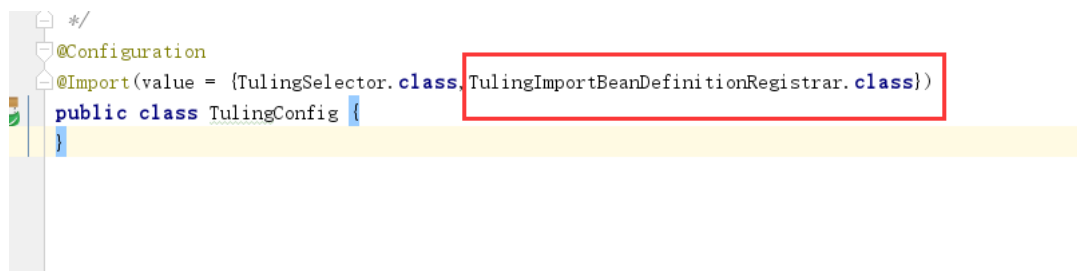 */
@Configuration
@Import(value = {TulingSelector.class,TulingImportBeanDefinitionRegistrar.class})
public class TulingConfig {
}